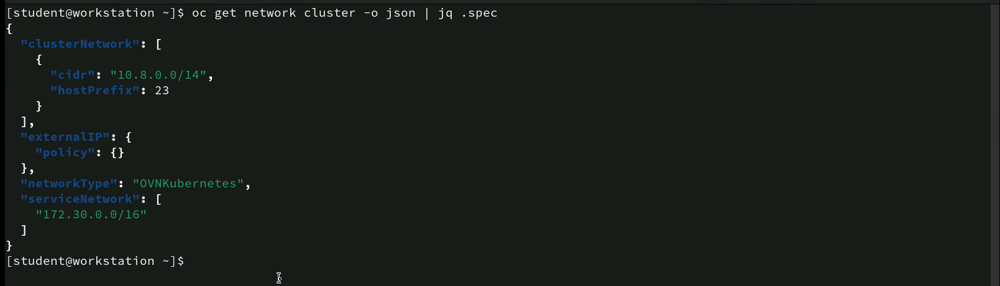 [student@workstation ~]$ oc get network cluster -o json | jq .spec
{
  "clusterNetwork": [
    {
      "cidr": "10.8.0.0/14",
      "hostPrefix": 23
    }
  ],
  "externalIP": {
    "policy": {}
  },
  "networkType": "OVNKubernetes",
  "serviceNetwork": [
    "172.30.0.0/16"
  ]
}
[student@workstation ~]$